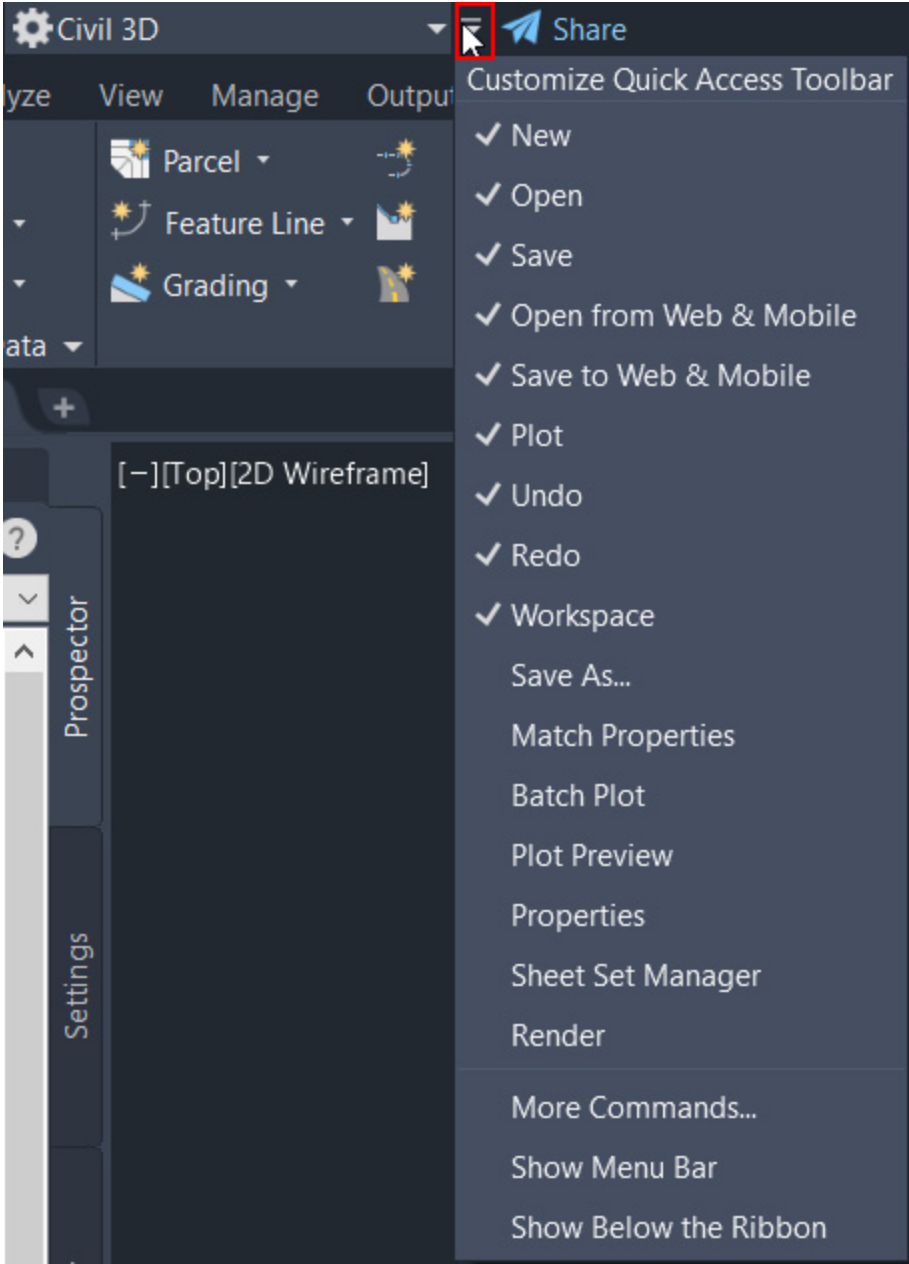 Civil 3D
Share
lyze View Manage Output
Customize Quick Access Toolbar
Parcel
Feature Line
Grading
ata
+
[−][Top][2D Wireframe]
?
Prospector
Settings
New
Open
Save
Open from Web & Mobile
Save to Web & Mobile
Plot
Undo
Redo
Workspace
Save As...
Match Properties
Batch Plot
Plot Preview
Properties
Sheet Set Manager
Render
More Commands...
Show Menu Bar
Show Below the Ribbon